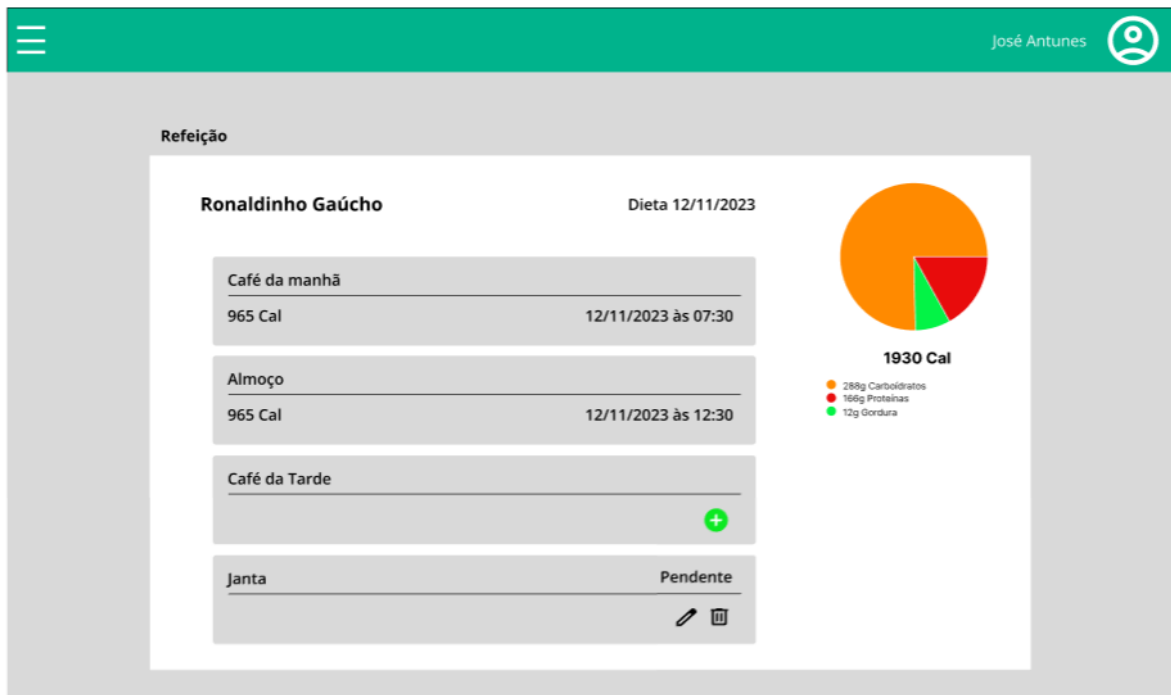 José Antunes
Refeição
Ronaldinho Gaúcho
Dieta 12/11/2023
Café da manhã
965 Cal
12/11/2023 às 07:30
Almoço
965 Cal
12/11/2023 às 12:30
Café da Tarde
Janta
Pendente
1930 Cal
288g Carboidratos
166g Proteínas
12g Gordura